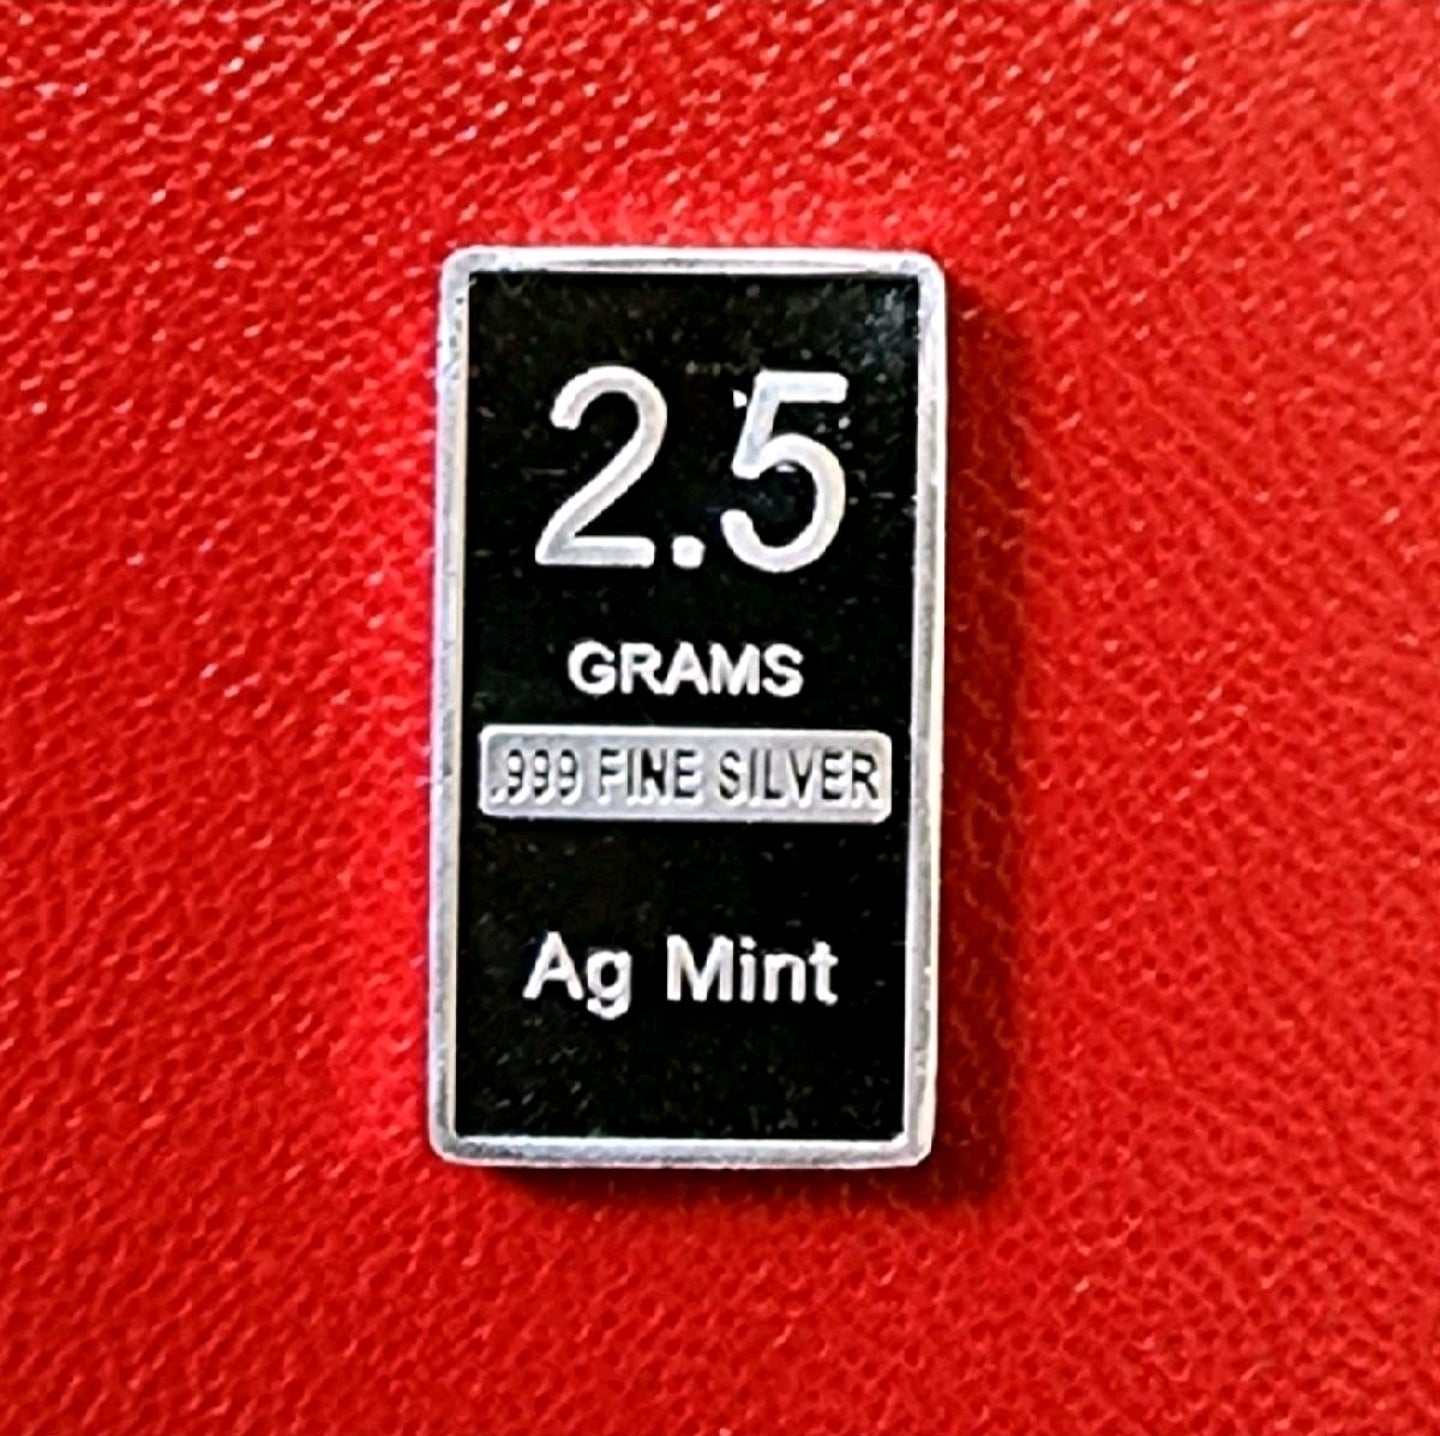 2.5
GRAMS
.999 FINE SILVER
Ag Mint